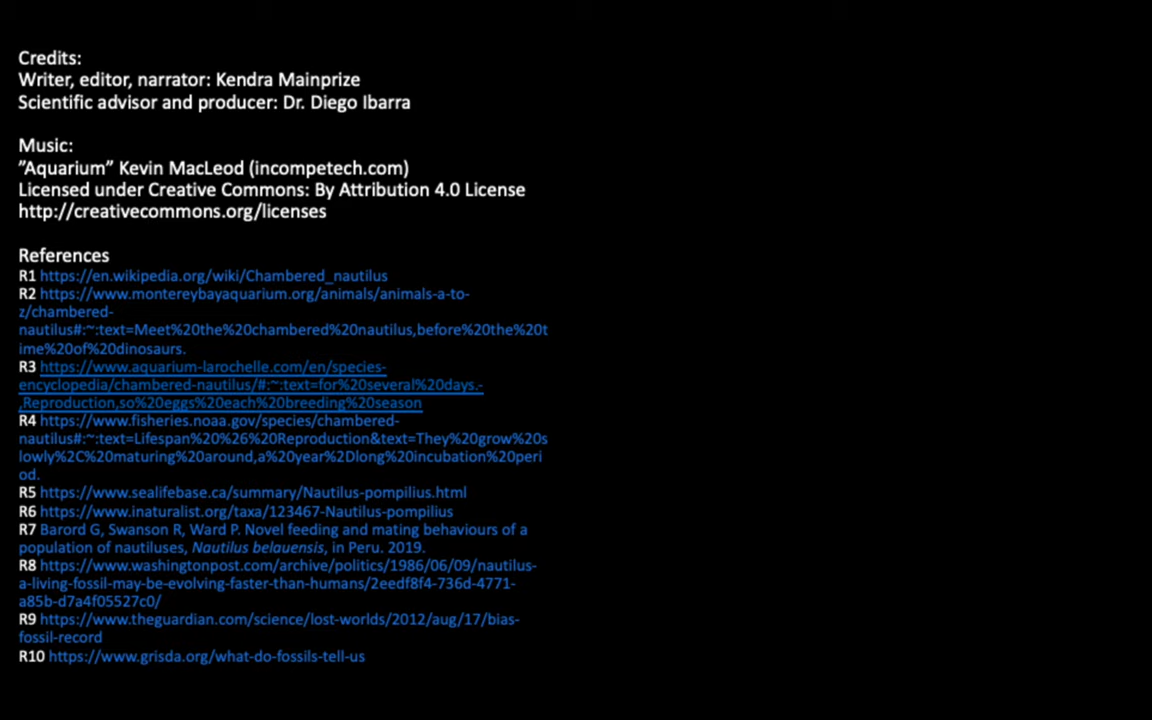 Credits:
Writer, editor, narrator: Kendra Mainprize
Scientific advisor and producer: Dr. Diego Ibarra
Music:
”Aquarium” Kevin MacLeod (incompetech.com)
Licensed under Creative Commons: By Attribution 4.0 License
http://creativecommons.org/licenses
References
R1 https://en.wikipedia.org/wiki/Chambered_nautilus
R2 https://www.montereybayaquarium.org/animals/animals-a-to-
z/chambered-
nautilus#:~:text=Meet%20the%20chambered%20nautilus,before%20the%20t
ime%20of%20dinosaurs.
R3 https://www.aquarium-larochelle.com/en/species-
encyclopedia/chambered-nautilus/#:~:text=for%20several%20days.-
,Reproduction,so%20eggs%20each%20breeding%20season
R4 https://www.fisheries.noaa.gov/species/chambered-
nautilus#:~:text=Lifespan%20%26%20Reproduction&text=They%20grow%20s
lowly%2C%20maturing%20around,a%20year%2Dlong%20incubation%20peri
od.
R5 https://www.sealifebase.ca/summary/Nautilus-pompilius.html
R6 https://www.inaturalist.org/taxa/123467-Nautilus-pompilius
R7 Barord G, Swanson R, Ward P. Novel feeding and mating behaviours of a
population of nautiluses, Nautilus belauensis, in Peru. 2019.
R8 https://www.washingtonpost.com/archive/politics/1986/06/09/nautilus-
a-living-fossil-may-be-evolving-faster-than-humans/2eedf8f4-736d-4771-
a85b-d7a4f05527c0/
R9 https://www.theguardian.com/science/lost-worlds/2012/aug/17/bias-
fossil-record
R10 https://www.grisda.org/what-do-fossils-tell-us